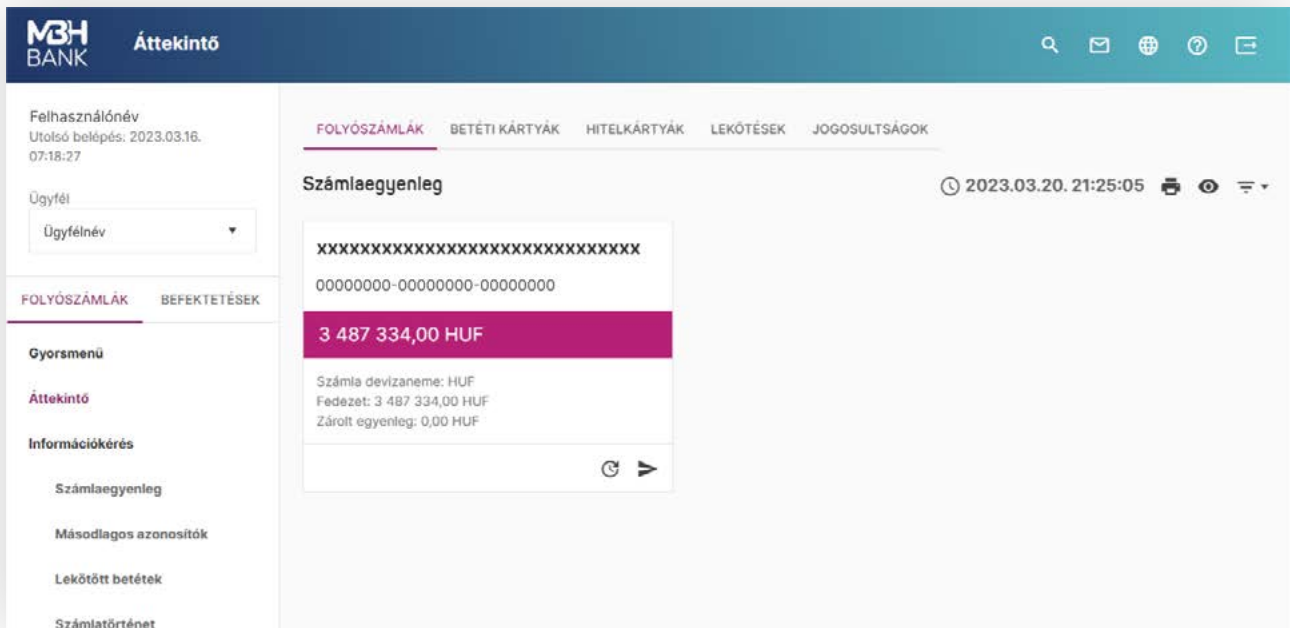 MBH
BANK
Áttekintő
Felhasználónév
Utolsó belépés: 2023.03.16.
07:18:27
Ügyfél
Ügyfélnév
FOLYÓSZÁMLÁK BEFEKTETÉSEK
Gyorsmenü
Áttekintő
Információkérés
Számlaegyenleg
Másodlagos azonosítók
Lekötött betétek
Számlatörténet
FOLYÓSZÁMLÁK BETÉTI KÁRTYÁK HITELKÁRTYÁK LEKÖTÉSEK JOGOSULTSÁGOK
Számlaegyenleg 2023.03.20. 21:25:05
XXXXXXXXXXXXXXXXXXXXXXXXXXXXXX
00000000-00000000-00000000
3 487 334,00 HUF
Számla devizaneme: HUF
Fedezet: 3 487 334,00 HUF
Zárolt egyenleg: 0,00 HUF